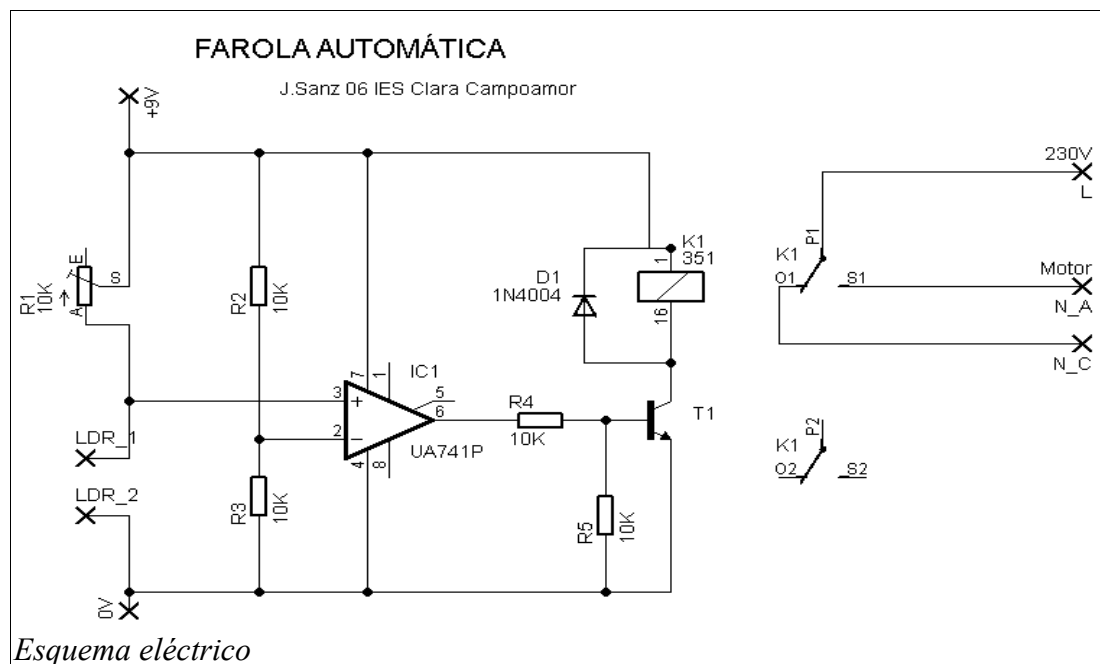 FAROLA AUTOMÁTICA
J.Sanz 06 IES Clara Campoamor
+9V
230V
L
P1
K1
O1
S1
Motor
N_A
N_C
K1
351
1
16
D1
1N4004
E
S
A
R1
10K
R2
10K
7
1
IC1
3
+
5
6
2
-
4
8
UA741P
R4
10K
T1
LDR_1
LDR_2
R3
10K
R5
10K
P2
K1
O2
S2
0V
Esquema eléctrico